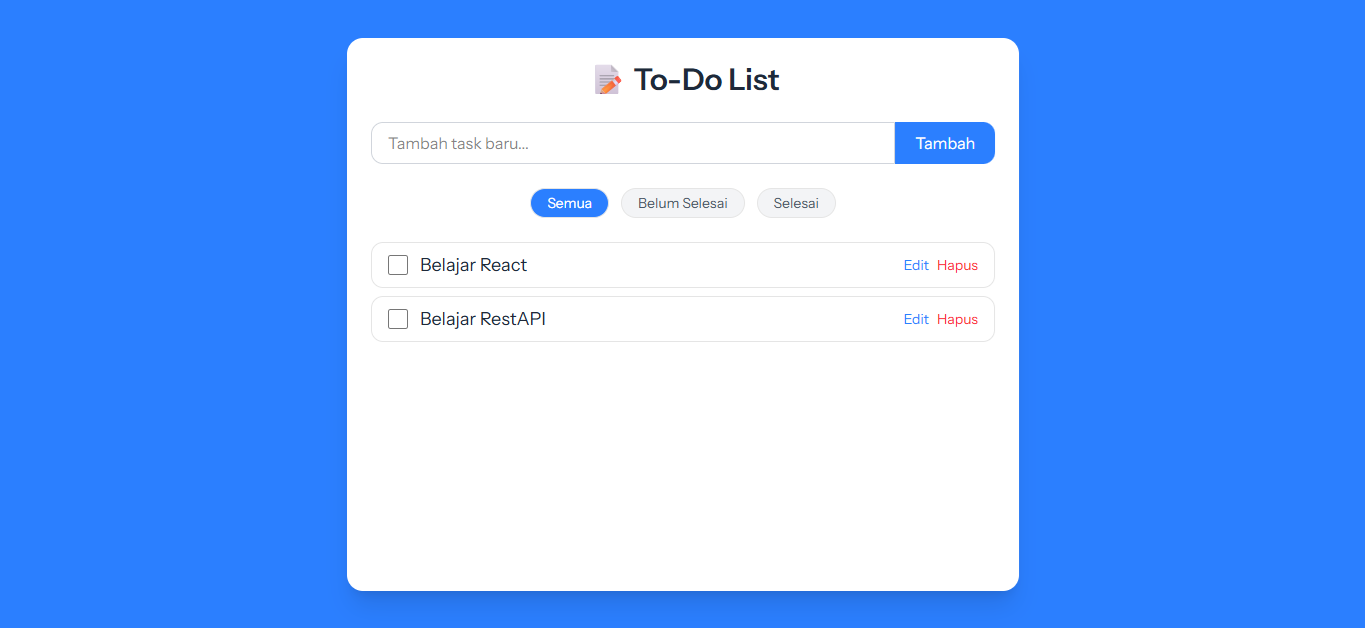 To-Do List
Tambah task baru...
Tambah
Semua
Belum Selesai
Selesai
Belajar React
Edit Hapus
Belajar RestAPI
Edit Hapus